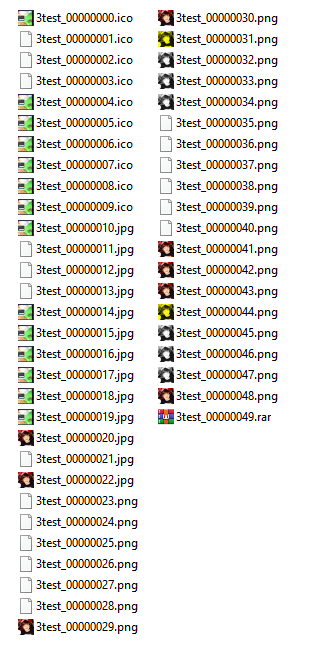 3test_00000000.ico
3test_00000001.ico
3test_00000002.ico
3test_00000003.ico
3test_00000004.ico
3test_00000005.ico
3test_00000006.ico
3test_00000007.ico
3test_00000008.ico
3test_00000009.ico
3test_00000010.jpg
3test_00000011.jpg
3test_00000012.jpg
3test_00000013.jpg
3test_00000014.jpg
3test_00000015.jpg
3test_00000016.jpg
3test_00000017.jpg
3test_00000018.jpg
3test_00000019.jpg
3test_00000020.jpg
3test_00000021.jpg
3test_00000022.jpg
3test_00000023.png
3test_00000024.png
3test_00000025.png
3test_00000026.png
3test_00000027.png
3test_00000028.png
3test_00000029.png
3test_00000030.png
3test_00000031.png
3test_00000032.png
3test_00000033.png
3test_00000034.png
3test_00000035.png
3test_00000036.png
3test_00000037.png
3test_00000038.png
3test_00000039.png
3test_00000040.png
3test_00000041.png
3test_00000042.png
3test_00000043.png
3test_00000044.png
3test_00000045.png
3test_00000046.png
3test_00000047.png
3test_00000048.png
3test_00000049.rar